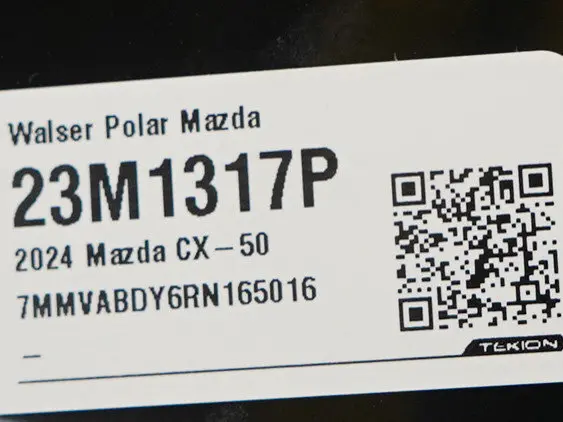 Walser Polar Mazda
23M1317P
2024 Mazda CX-50
7MMVABDY6RN165016
–
TEKION